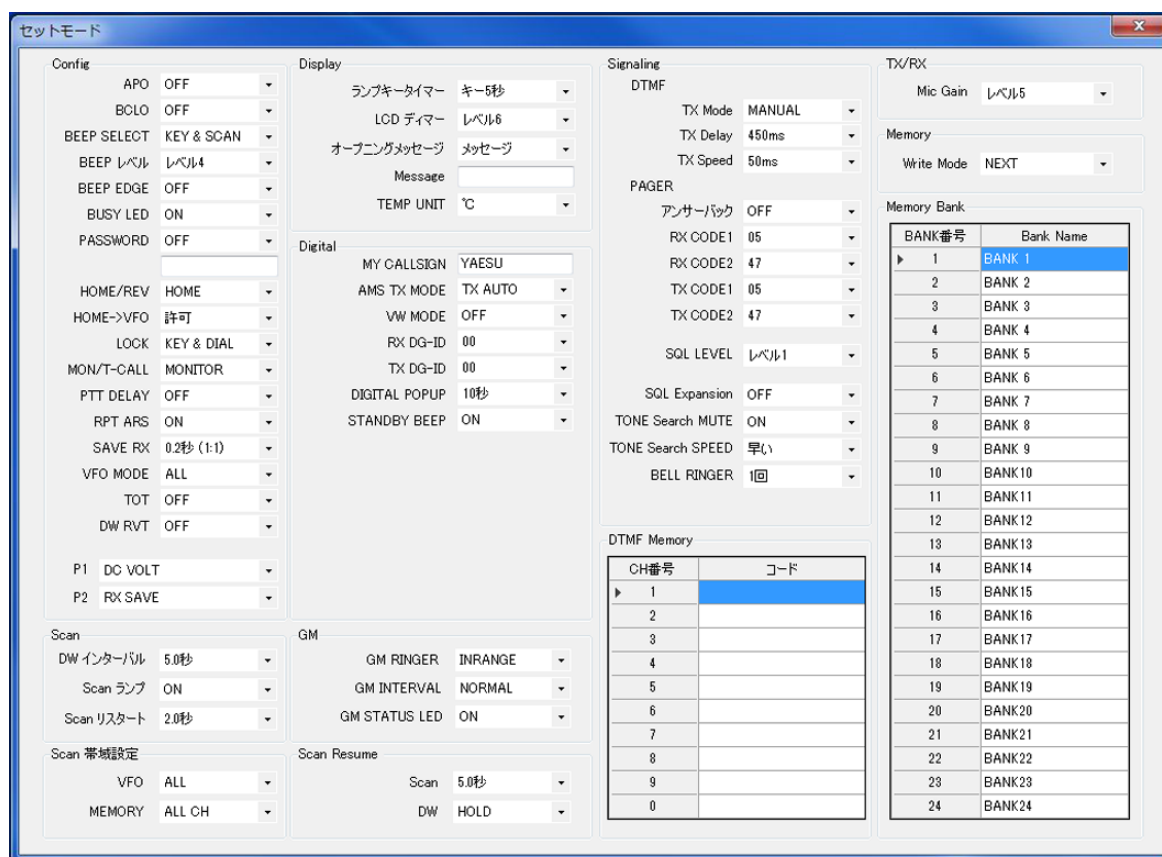 セットモード
Config
APO OFF
BCLO OFF
BEEP SELECT KEY & SCAN
BEEP レベル レベル4
BEEP EDGE OFF
BUSY LED ON
PASSWORD OFF
HOME/REV HOME
HOME->VFO 許可
LOCK KEY & DIAL
MON/T-CALL MONITOR
PTT DELAY OFF
RPT ARS ON
SAVE RX 0.2秒 (1:1)
VFO MODE ALL
TOT OFF
DW RVT OFF
P1 DC VOLT
P2 RX SAVE
Scan
DW インターバル 5.0秒
Scan ランプ ON
Scan リスタート 2.0秒
Scan 帯域設定
VFO ALL
MEMORY ALL CH
Display
ランプキータイマー キー5秒
LCD ディマー レベル6
オープニングメッセージ メッセージ
Message
TEMP UNIT ℃
Digital
MY CALLSIGN YAESU
AMS TX MODE TX AUTO
VW MODE OFF
RX DG-ID 00
TX DG-ID 00
DIGITAL POPUP 10秒
STANDBY BEEP ON
GM
GM RINGER INRANGE
GM INTERVAL NORMAL
GM STATUS LED ON
Scan Resume
Scan 5.0秒
DW HOLD
Signaling
DTMF
TX Mode MANUAL
TX Delay 450ms
TX Speed 50ms
PAGER
アンサーバック OFF
RX CODE1 05
RX CODE2 47
TX CODE1 05
TX CODE2 47
SQL LEVEL レベル1
SQL Expansion OFF
TONE Search MUTE ON
TONE Search SPEED 早い
BELL RINGER 1回
DTMF Memory
CH番号 コード
1
2
3
4
5
6
7
8
9
0
TX/RX
Mic Gain レベル5
Memory
Write Mode NEXT
Memory Bank
BANK番号 Bank Name
1 BANK 1
2 BANK 2
3 BANK 3
4 BANK 4
5 BANK 5
6 BANK 6
7 BANK 7
8 BANK 8
9 BANK 9
10 BANK10
11 BANK11
12 BANK12
13 BANK13
14 BANK14
15 BANK15
16 BANK16
17 BANK17
18 BANK18
19 BANK19
20 BANK20
21 BANK21
22 BANK22
23 BANK23
24 BANK24